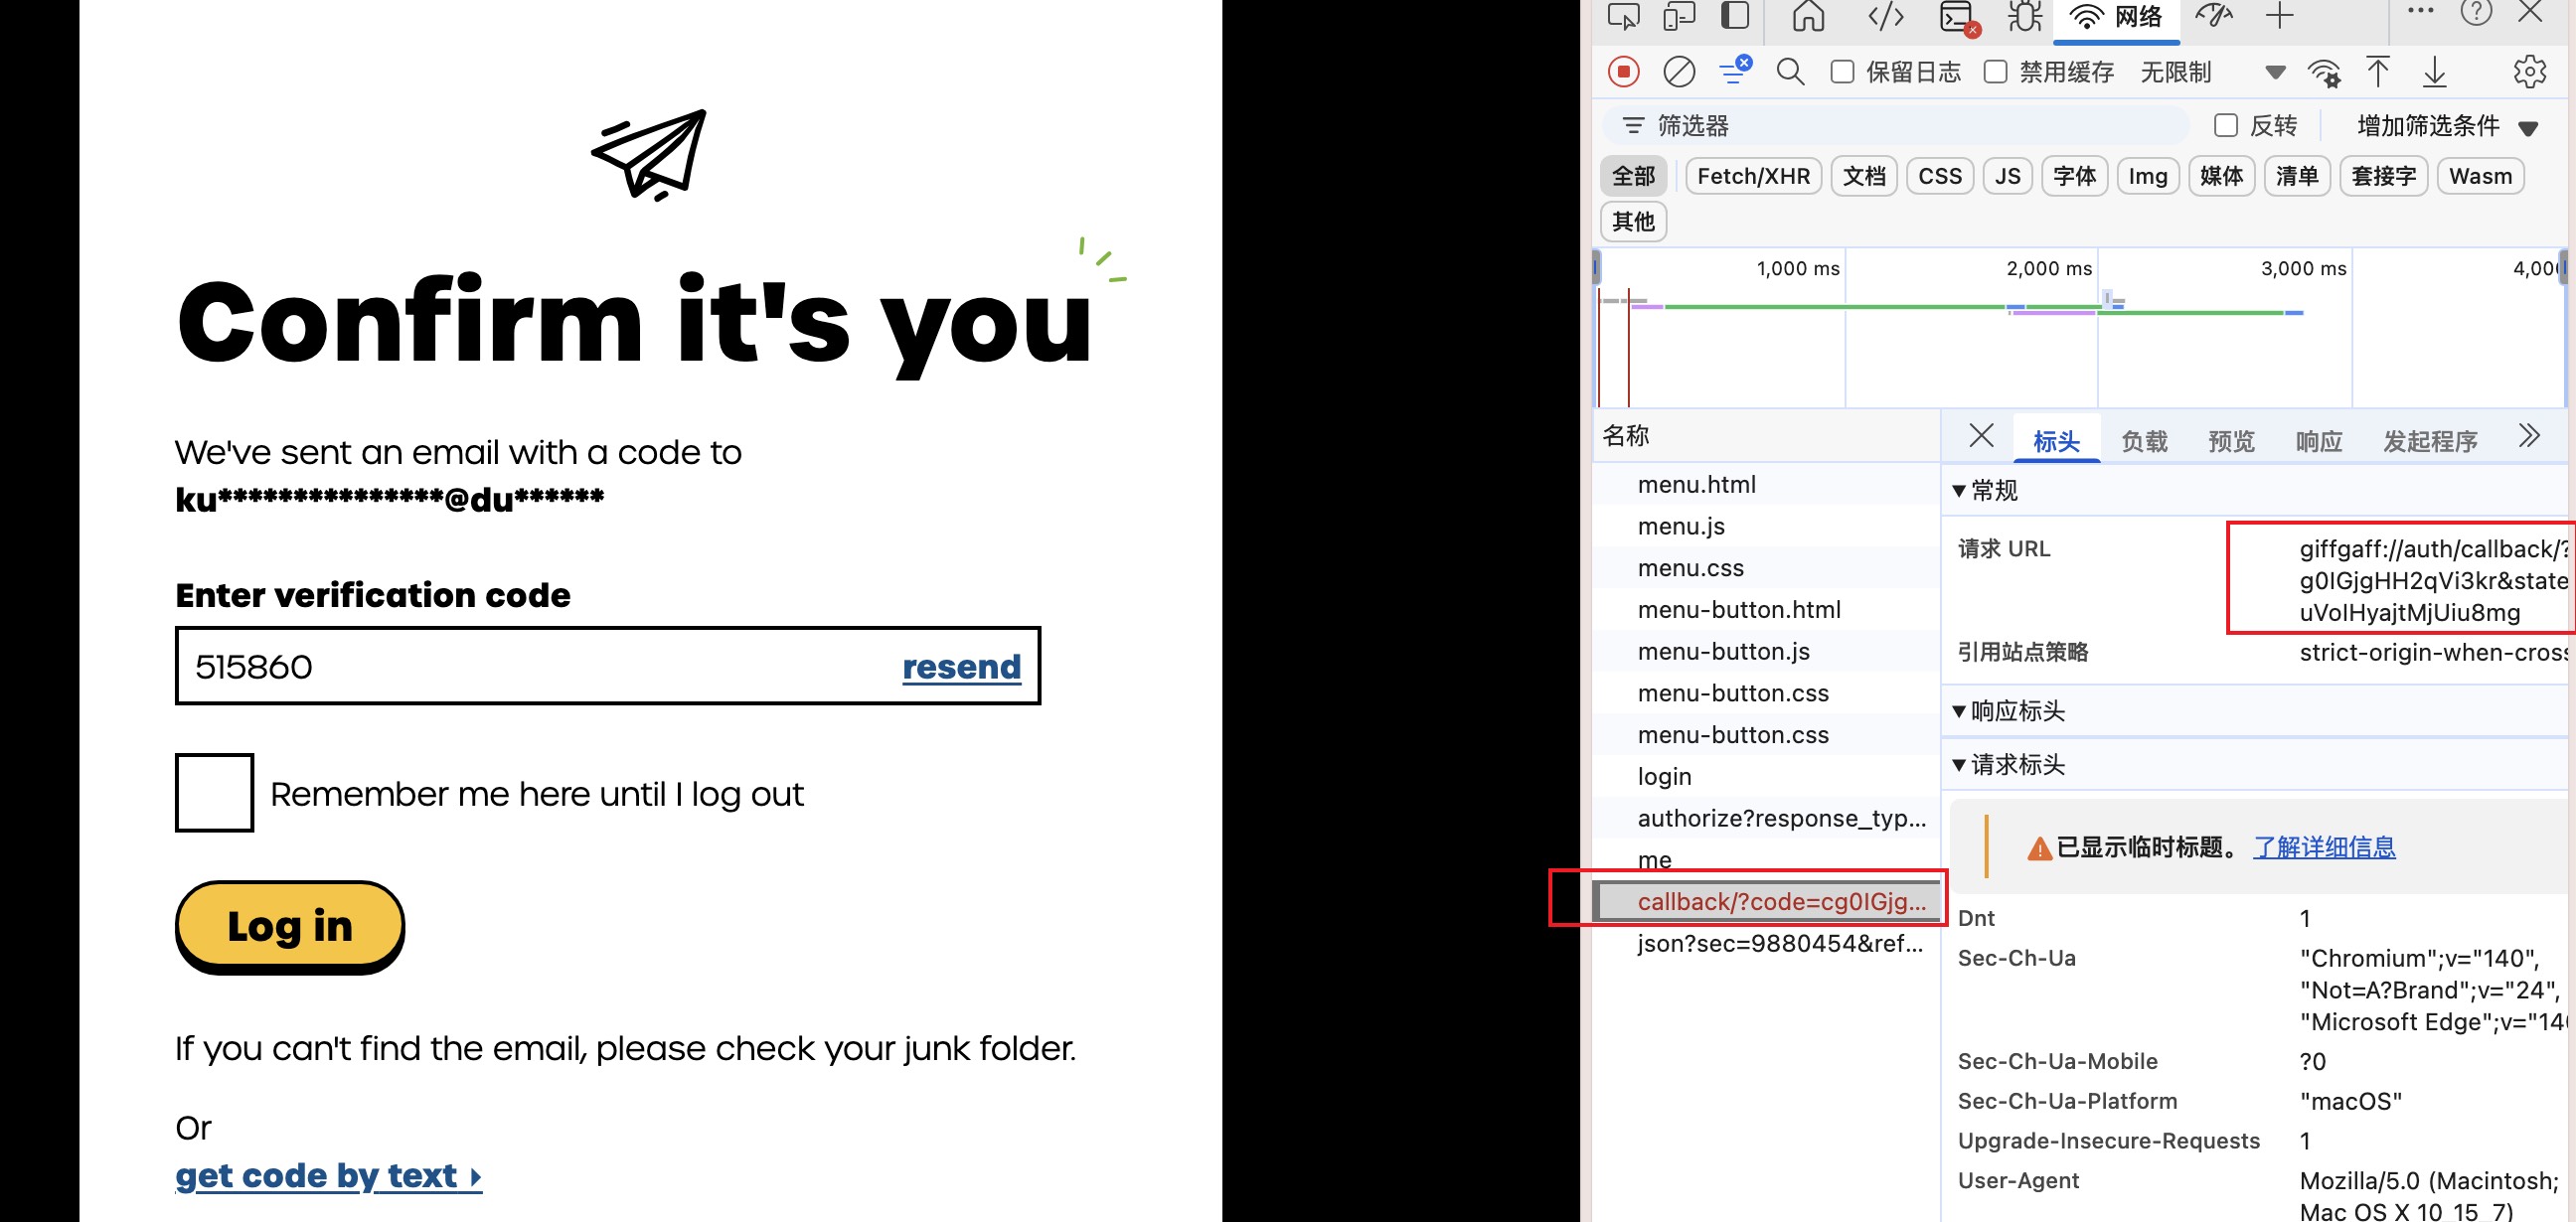 Confirm it's you
We've sent an email with a code to
ku***************@du******
Enter verification code
515860
resend
Remember me here until I log out
Log in
If you can't find the email, please check your junk folder.
Or
get code by text
网络
保留日志 禁用缓存 无限制
筛选器 反转 增加筛选条件
全部 Fetch/XHR 文档 CSS JS 字体 Img 媒体 清单 套接字 Wasm
其他
1,000 ms 2,000 ms 3,000 ms 4,00
名称
menu.html
menu.js
menu.css
menu-button.html
menu-button.js
menu-button.css
menu-button.css
login
authorize?response_typ...
me
callback/?code=cg0IGjg...
json?sec=9880454&ref...
标头 负载 预览 响应 发起程序
常规
请求 URL
giffgaff://auth/callback/?
g0IGjgHH2qVi3kr&state
uVoIHyajtMjUiu8mg
引用站点策略
strict-origin-when-cross
响应标头
请求标头
已显示临时标题。 了解详细信息
Dnt 1
Sec-Ch-Ua "Chromium";v="140",
"Not=A?Brand";v="24",
"Microsoft Edge";v="14
Sec-Ch-Ua-Mobile ?0
Sec-Ch-Ua-Platform "macOS"
Upgrade-Insecure-Requests 1
User-Agent Mozilla/5.0 (Macintosh;
Mac OS X 10_15_7)